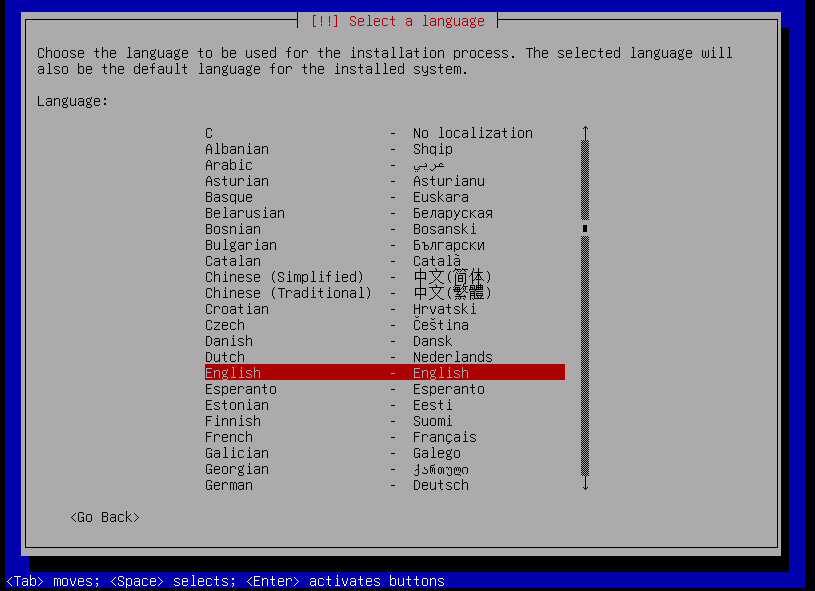 [!!] Select a language
Choose the language to be used for the installation process. The selected language will
also be the default language for the installed system.
Language:
C - No localization
Albanian - Shqip
Arabic - عربي
Asturian - Asturianu
Basque - Euskara
Belarusian - Беларуская
Bosnian - Bosanski
Bulgarian - Български
Catalan - Català
Chinese (Simplified) - 中文(简体)
Chinese (Traditional) - 中文(繁體)
Croatian - Hrvatski
Czech - Čeština
Danish - Dansk
Dutch - Nederlands
English - English
Esperanto - Esperanto
Estonian - Eesti
Finnish - Suomi
French - Français
Galician - Galego
Georgian - ქართული
German - Deutsch
<Go Back>
<Tab> moves; <Space> selects; <Enter> activates buttons